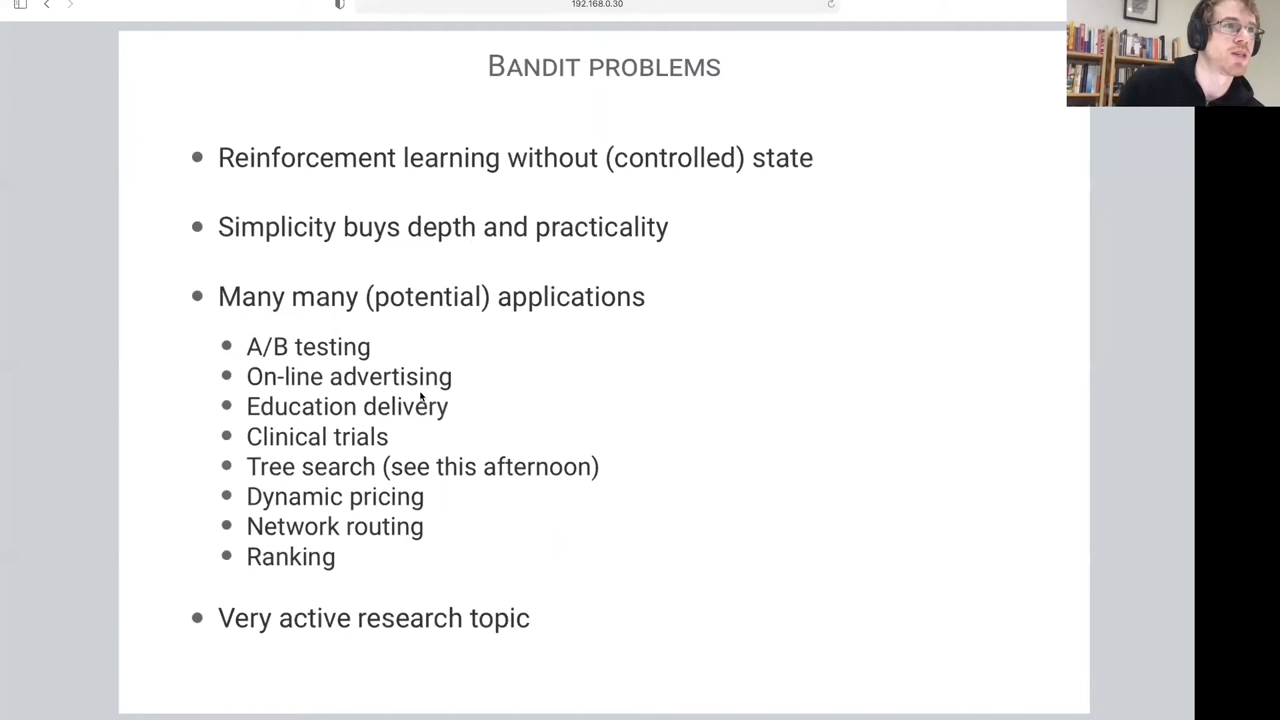 192.168.0.30
BANDIT PROBLEMS
Reinforcement learning without (controlled) state
Simplicity buys depth and practicality
Many many (potential) applications
A/B testing
On-line advertising
Education delivery
Clinical trials
Tree search (see this afternoon)
Dynamic pricing
Network routing
Ranking
Very active research topic